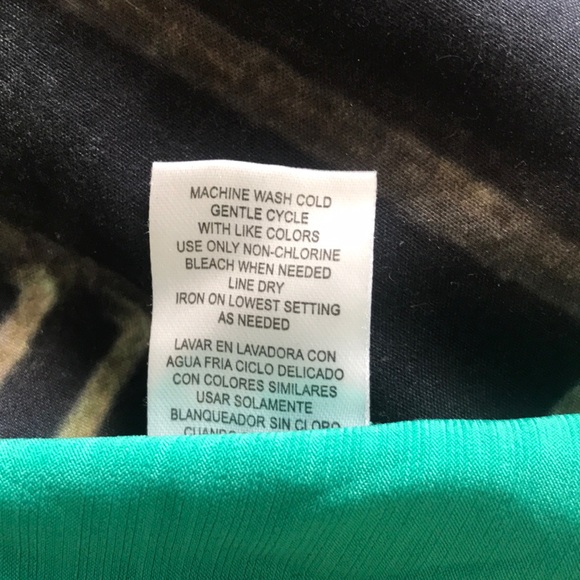 MACHINE WASH COLD
GENTLE CYCLE
WITH LIKE COLORS
USE ONLY NON-CHLORINE
BLEACH WHEN NEEDED
LINE DRY
IRON ON LOWEST SETTING
AS NEEDED
LAVAR EN LAVADORA CON
AGUA FRIA CICLO DELICADO
CON COLORES SIMILARES
USAR SOLAMENTE
BLANQUEADOR SIN CLORO
CUANDO